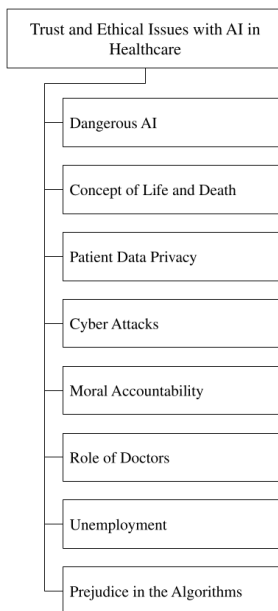 Trust and Ethical Issues with AI in
Healthcare
Dangerous AI
Concept of Life and Death
Patient Data Privacy
Cyber Attacks
Moral Accountability
Role of Doctors
Unemployment
Prejudice in the Algorithms